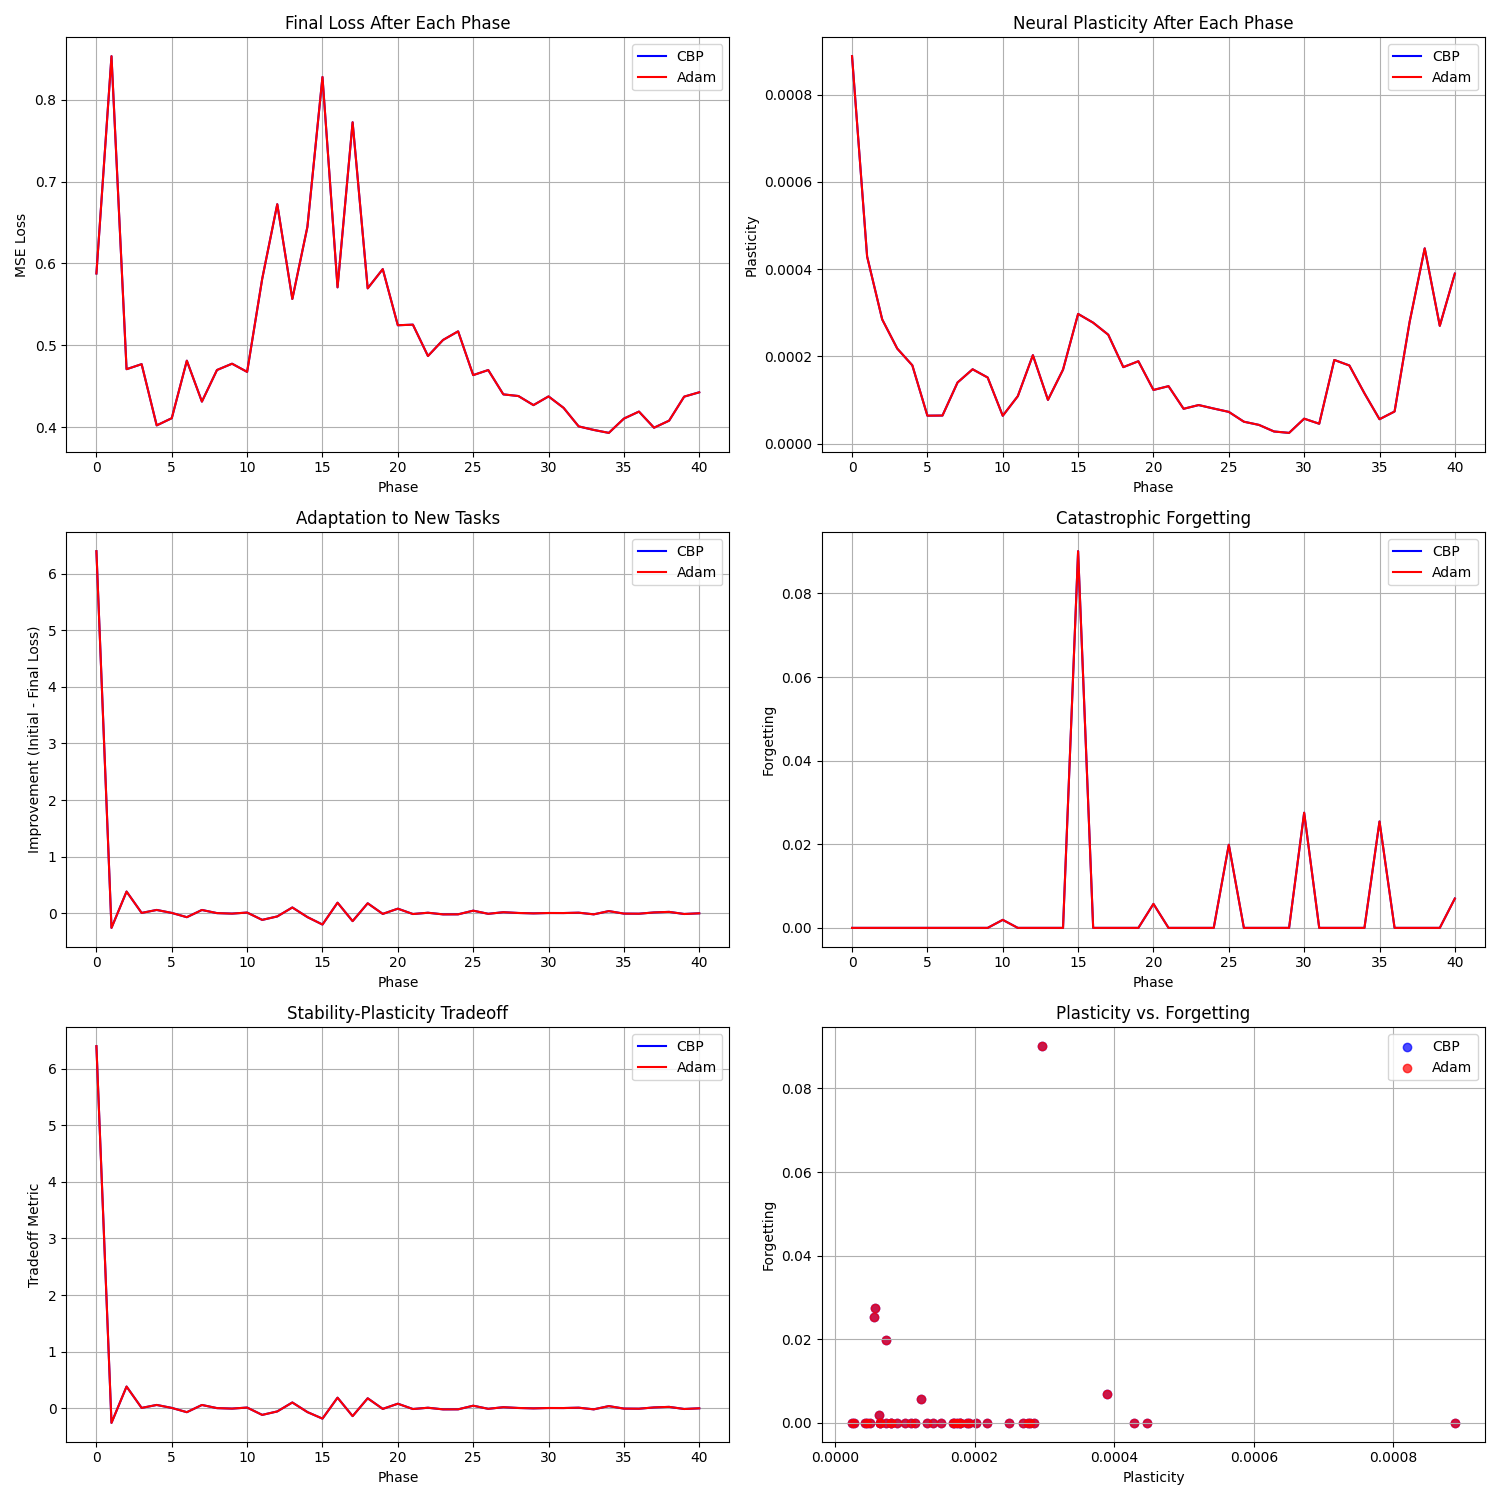 Final Loss After Each Phase
MSE Loss
0.8
0.7
0.6
0.5
0.4
CBP
Adam
0 5 10 15 20 25 30 35 40
Phase
Neural Plasticity After Each Phase
Plasticity
0.0008
0.0006
0.0004
0.0002
0.0000
CBP
Adam
0 5 10 15 20 25 30 35 40
Phase
Adaptation to New Tasks
Improvement (Initial - Final Loss)
6
5
4
3
2
1
0
CBP
Adam
0 5 10 15 20 25 30 35 40
Phase
Catastrophic Forgetting
Forgetting
0.08
0.06
0.04
0.02
0.00
CBP
Adam
0 5 10 15 20 25 30 35 40
Phase
Stability-Plasticity Tradeoff
Tradeoff Metric
6
5
4
3
2
1
0
CBP
Adam
0 5 10 15 20 25 30 35 40
Phase
Plasticity vs. Forgetting
Forgetting
0.08
0.06
0.04
0.02
0.00
CBP
Adam
0.0000 0.0002 0.0004 0.0006 0.0008
Plasticity